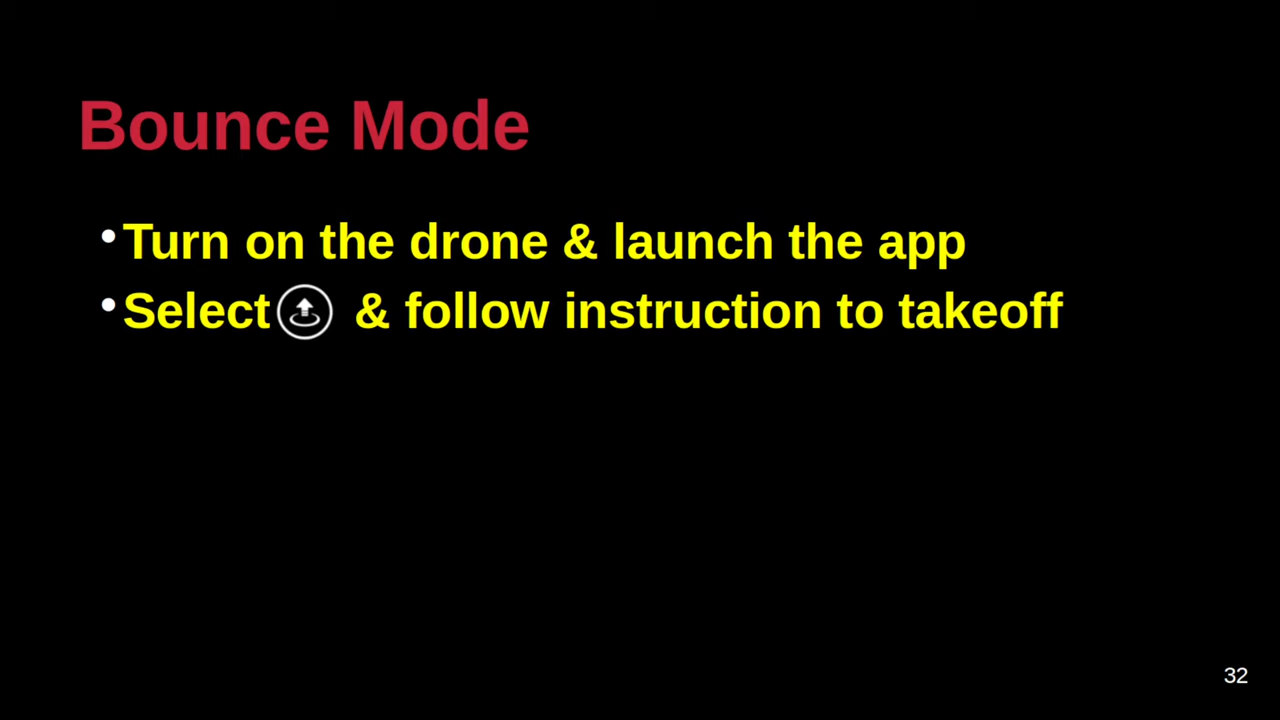 Bounce Mode
•Turn on the drone & launch the app
•Select & follow instruction to takeoff
32